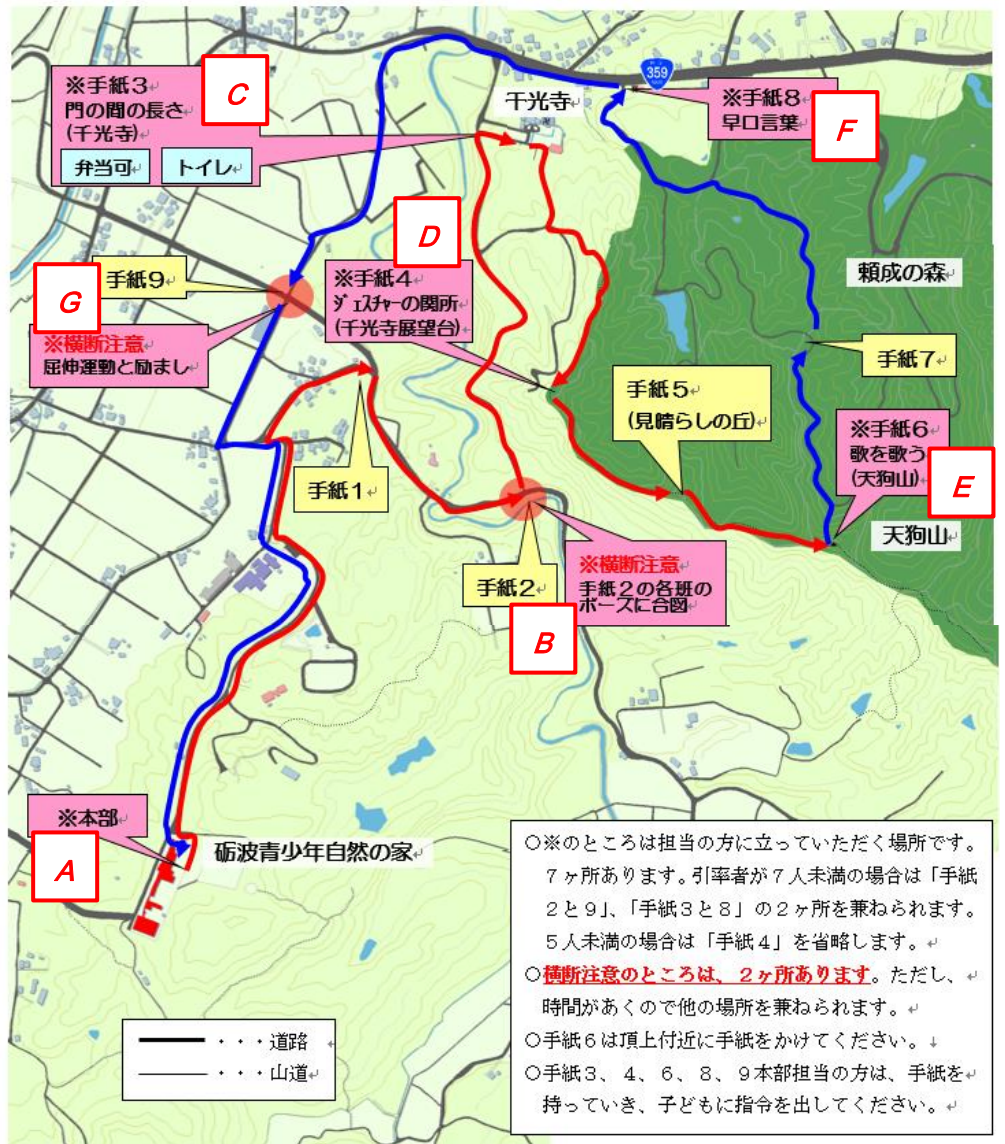 359
千光寺
※手紙3
門の間の長さ
(千光寺)
弁当可
トイレ
C
※手紙8
早口言葉
F
D
※手紙4
ジェスチャーの関所
(千光寺展望台)
頼成の森
手紙9
G
※横断注意
屈伸運動と励まし
手紙7
手紙5
(見晴らしの丘)
※手紙6
歌を歌う
(天狗山)
E
天狗山
手紙1
手紙2
※横断注意
手紙2の各班の
ポーズに合図
B
※本部
A
砺波青少年自然の家
━━━・・・道路
───・・・山道
○※のところは担当の方に立っていただく場所です。
7ヶ所あります。引率者が7人未満の場合は「手紙
2と9」、「手紙3と8」の2ヶ所を兼ねられます。
5人未満の場合は「手紙4」を省略します。
○横断注意のところは、2ヶ所あります。ただし、
時間があくので他の場所を兼ねられます。
○手紙6は頂上付近に手紙をかけてください。
○手紙3、4、6、8、9本部担当の方は、手紙を
持っていき、子どもに指令を出してください。